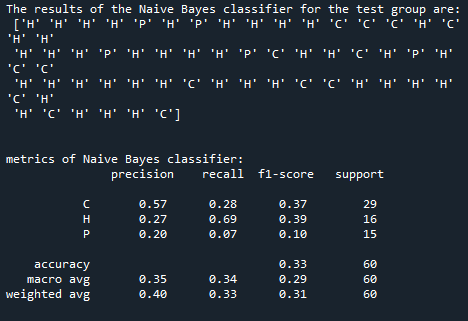 The results of the Naive Bayes classifier for the test group are:
['H' 'H' 'H' 'H' 'P' 'H' 'P' 'H' 'H' 'H' 'H' 'C' 'C' 'C' 'H' 'C'
'H' 'H'
'H' 'H' 'H' 'P' 'H' 'H' 'H' 'H' 'P' 'C' 'H' 'H' 'C' 'H' 'P' 'H'
'C' 'C'
'H' 'H' 'H' 'H' 'H' 'H' 'C' 'H' 'H' 'H' 'C' 'C' 'H' 'H' 'H' 'H'
'C' 'H'
'H' 'C' 'H' 'H' 'H' 'C']
metrics of Naive Bayes classifier:
precision recall f1-score support
C 0.57 0.28 0.37 29
H 0.27 0.69 0.39 16
P 0.20 0.07 0.10 15
accuracy 0.33 60
macro avg 0.35 0.34 0.29 60
weighted avg 0.40 0.33 0.31 60